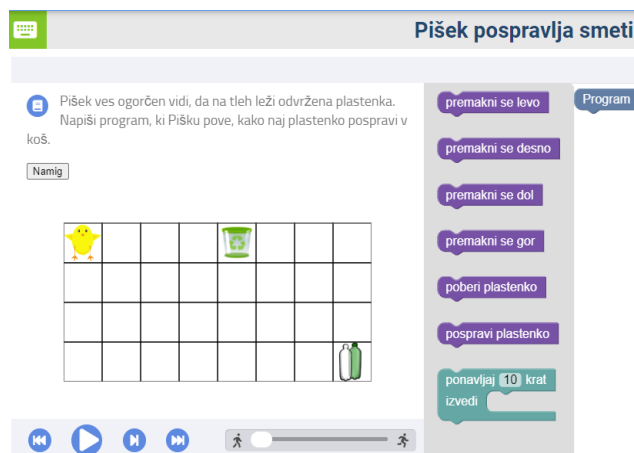 Pišek pospravlja smeti
Pišek ves ogorčen vidi, da na tleh leži odvržena plastenka.
Napiši program, ki Pišku pove, kako naj plastenko pospravi v
koš.
Namig
premakni se levo
premakni se desno
premakni se dol
premakni se gor
poberi plastenko
pospravi plastenko
ponavljaj 10 krat
izvedi
Program